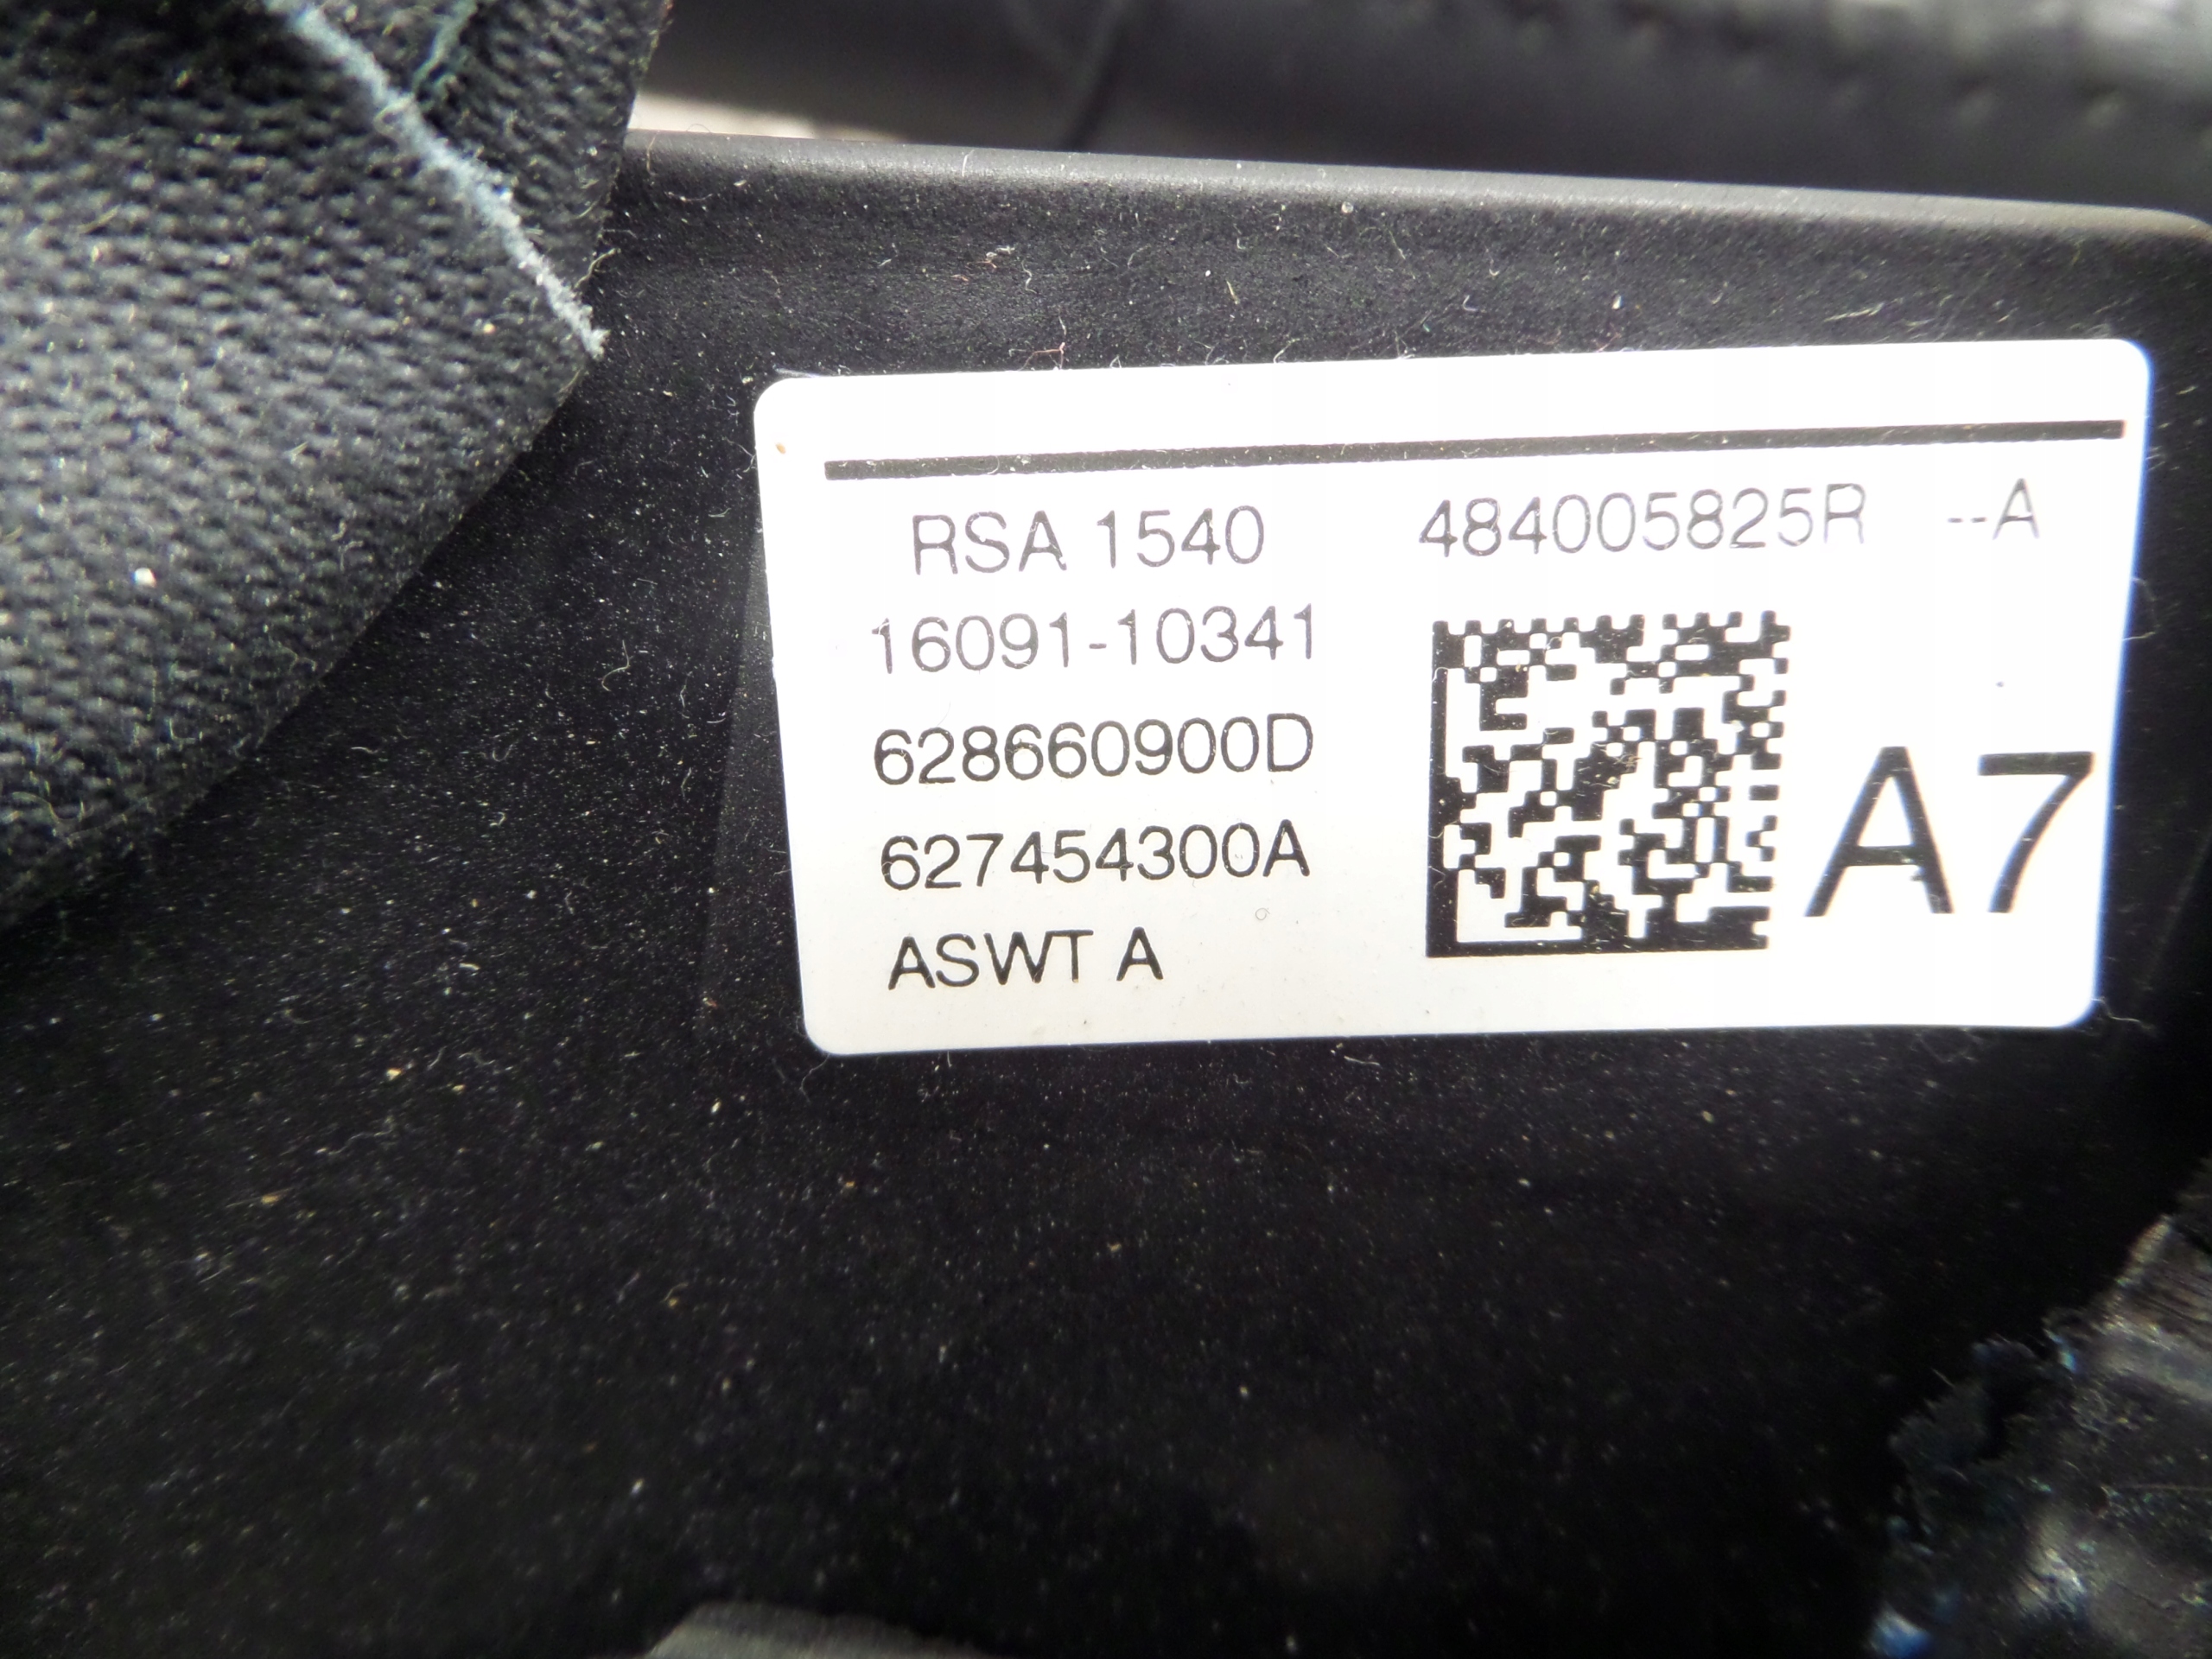 RSA 1540 484005825R --A
16091-10341
628660900D
627454300A A7
ASWT A